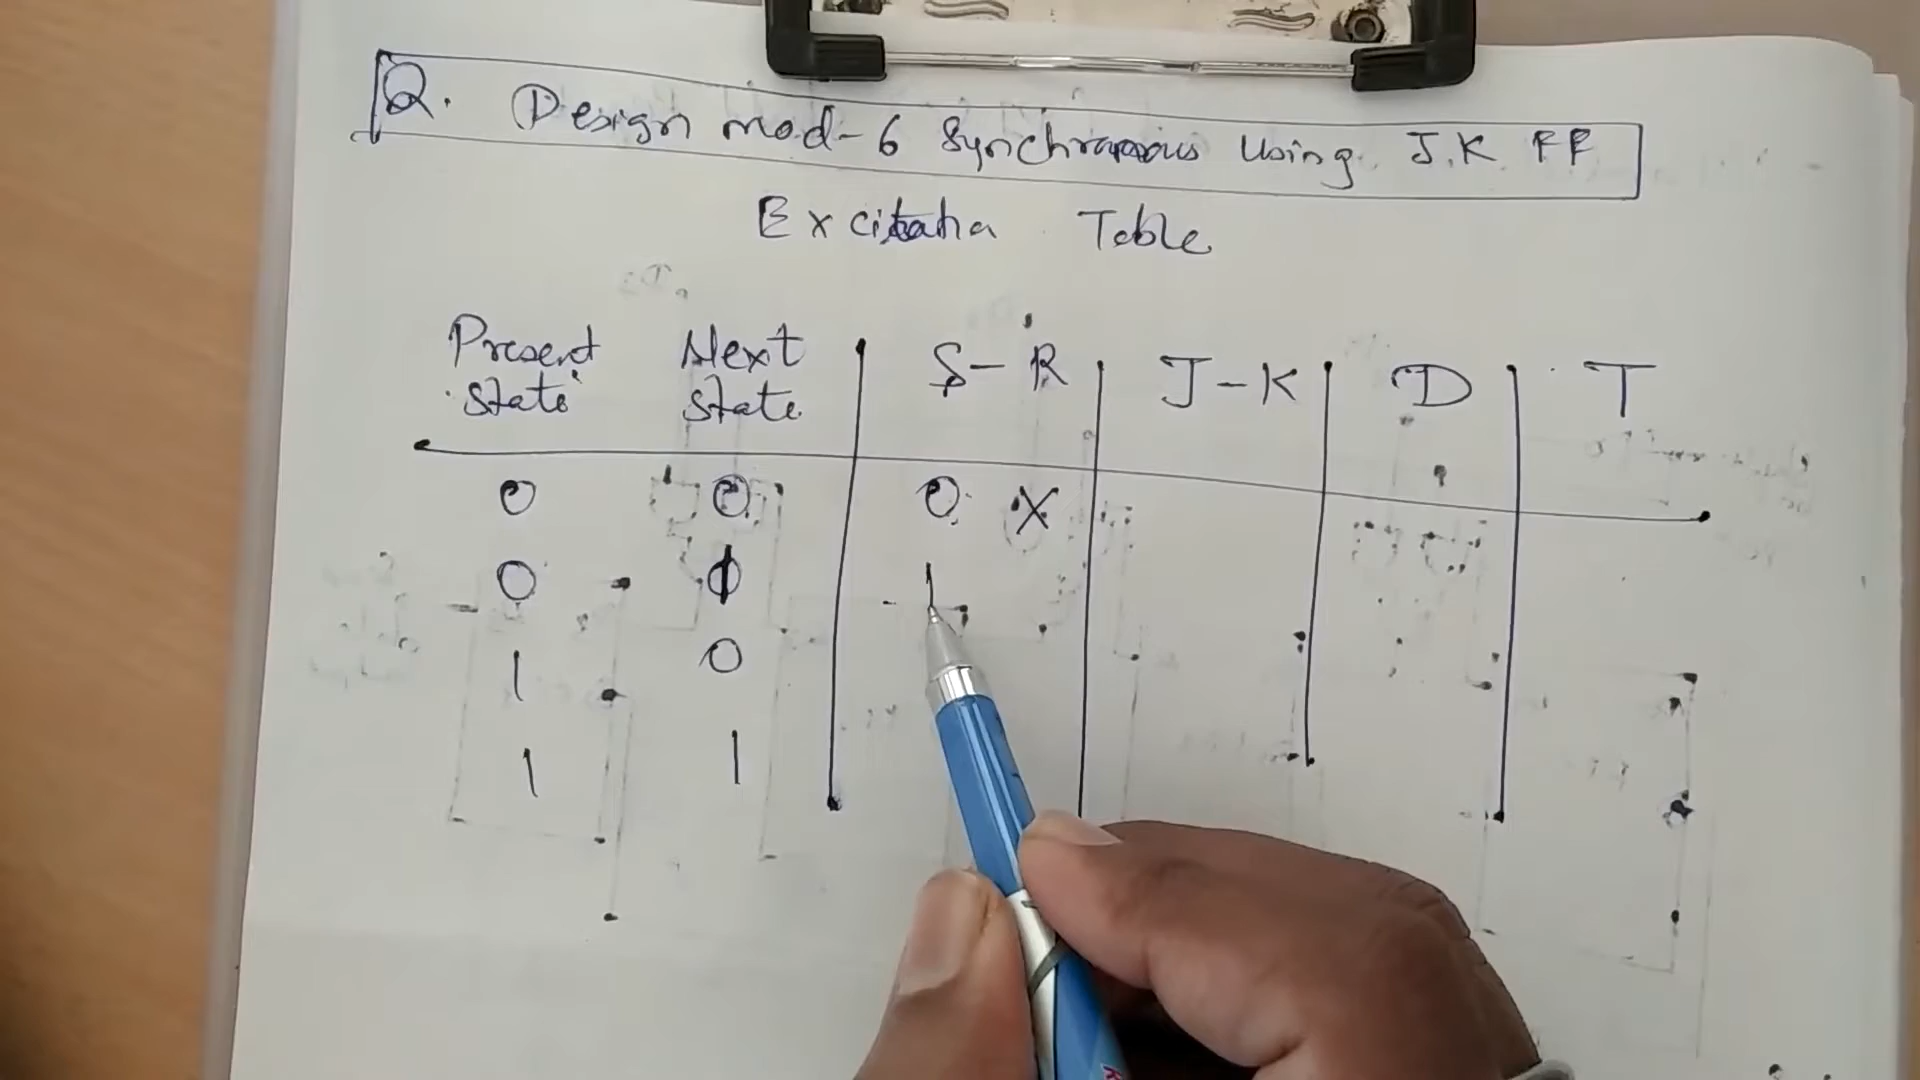 Q. Design mod-6 Synchronous Using J.K FF
Excitation Table
Present state Next state S-R J-K D T
0 0 0 X
0 1 1
1 0
1 1